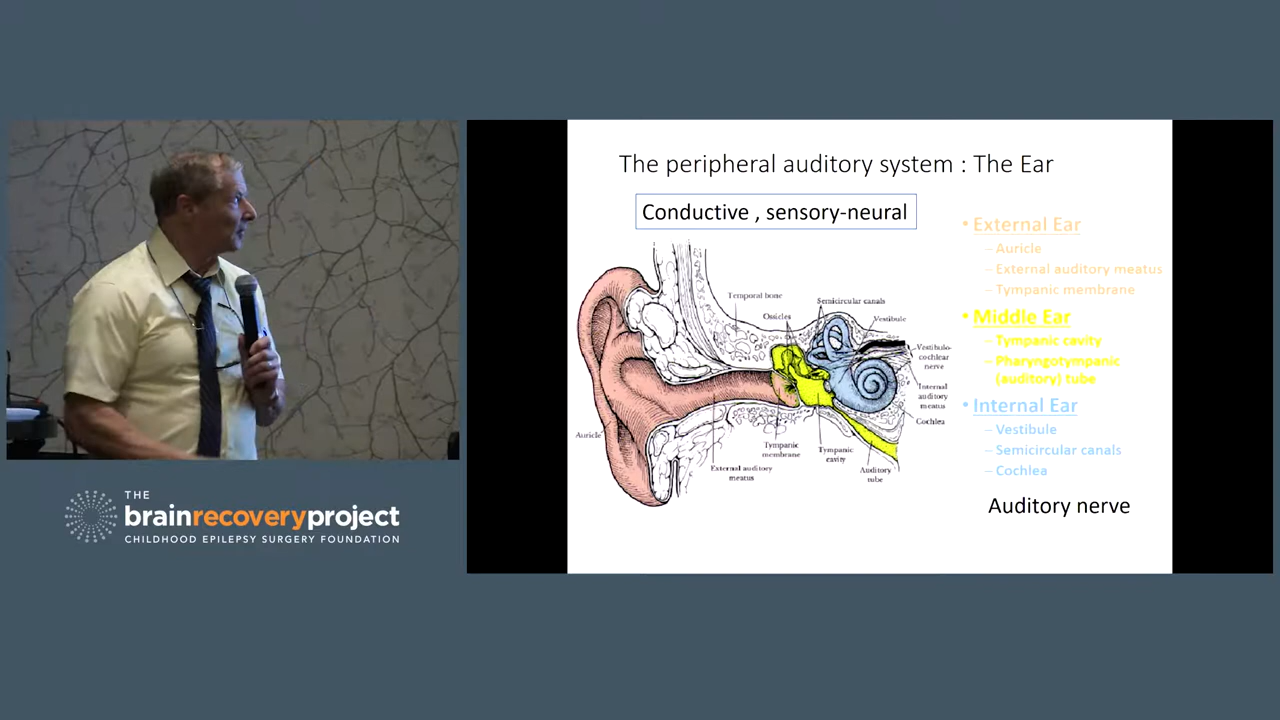 The peripheral auditory system : The Ear
Conductive , sensory-neural
• External Ear
– Auricle
– External auditory meatus
– Tympanic membrane
• Middle Ear
– Tympanic cavity
– Pharyngotympanic
(auditory) tube
• Internal Ear
– Vestibule
– Semicircular canals
– Cochlea
Auditory nerve
Temporal bone
Semicircular canals
Ossicles
Vestibule
Vestibulo-
cochlear
nerve
Internal
auditory
meatus
Cochlea
Auricle
Tympanic
membrane
Tympanic
cavity
External auditory
meatus
Auditory
tube
THE
brainrecoveryproject
CHILDHOOD EPILEPSY SURGERY FOUNDATION